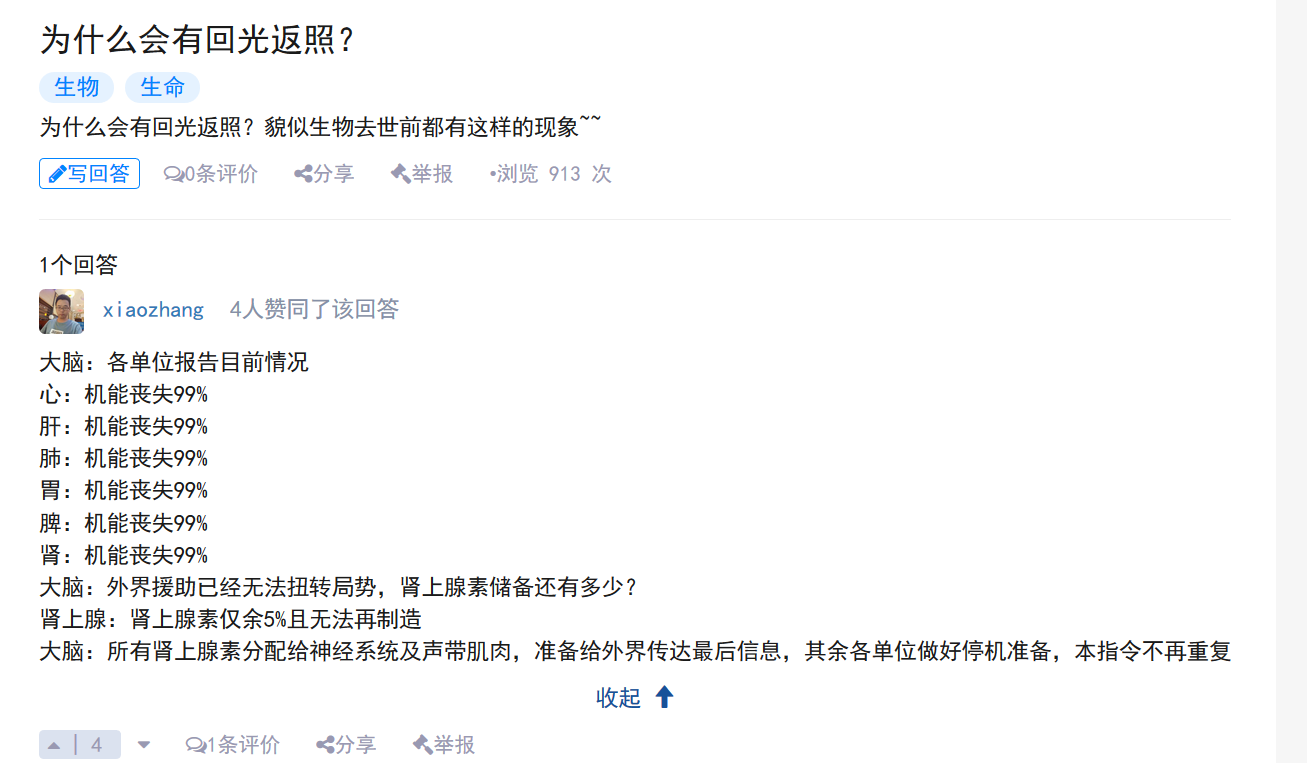 为什么会有回光返照？
生物 生命
为什么会有回光返照？貌似生物去世前都有这样的现象~~
写回答 0条评价 分享 举报 •浏览 913 次
1个回答
xiaozhang 4人赞同了该回答
大脑：各单位报告目前情况
心：机能丧失99%
肝：机能丧失99%
肺：机能丧失99%
胃：机能丧失99%
脾：机能丧失99%
肾：机能丧失99%
大脑：外界援助已经无法扭转局势，肾上腺素储备还有多少？
肾上腺：肾上腺素仅余5%且无法再制造
大脑：所有肾上腺素分配给神经系统及声带肌肉，准备给外界传达最后信息，其余各单位做好停机准备，本指令不再重复
收起
| 4 1条评价 分享 举报